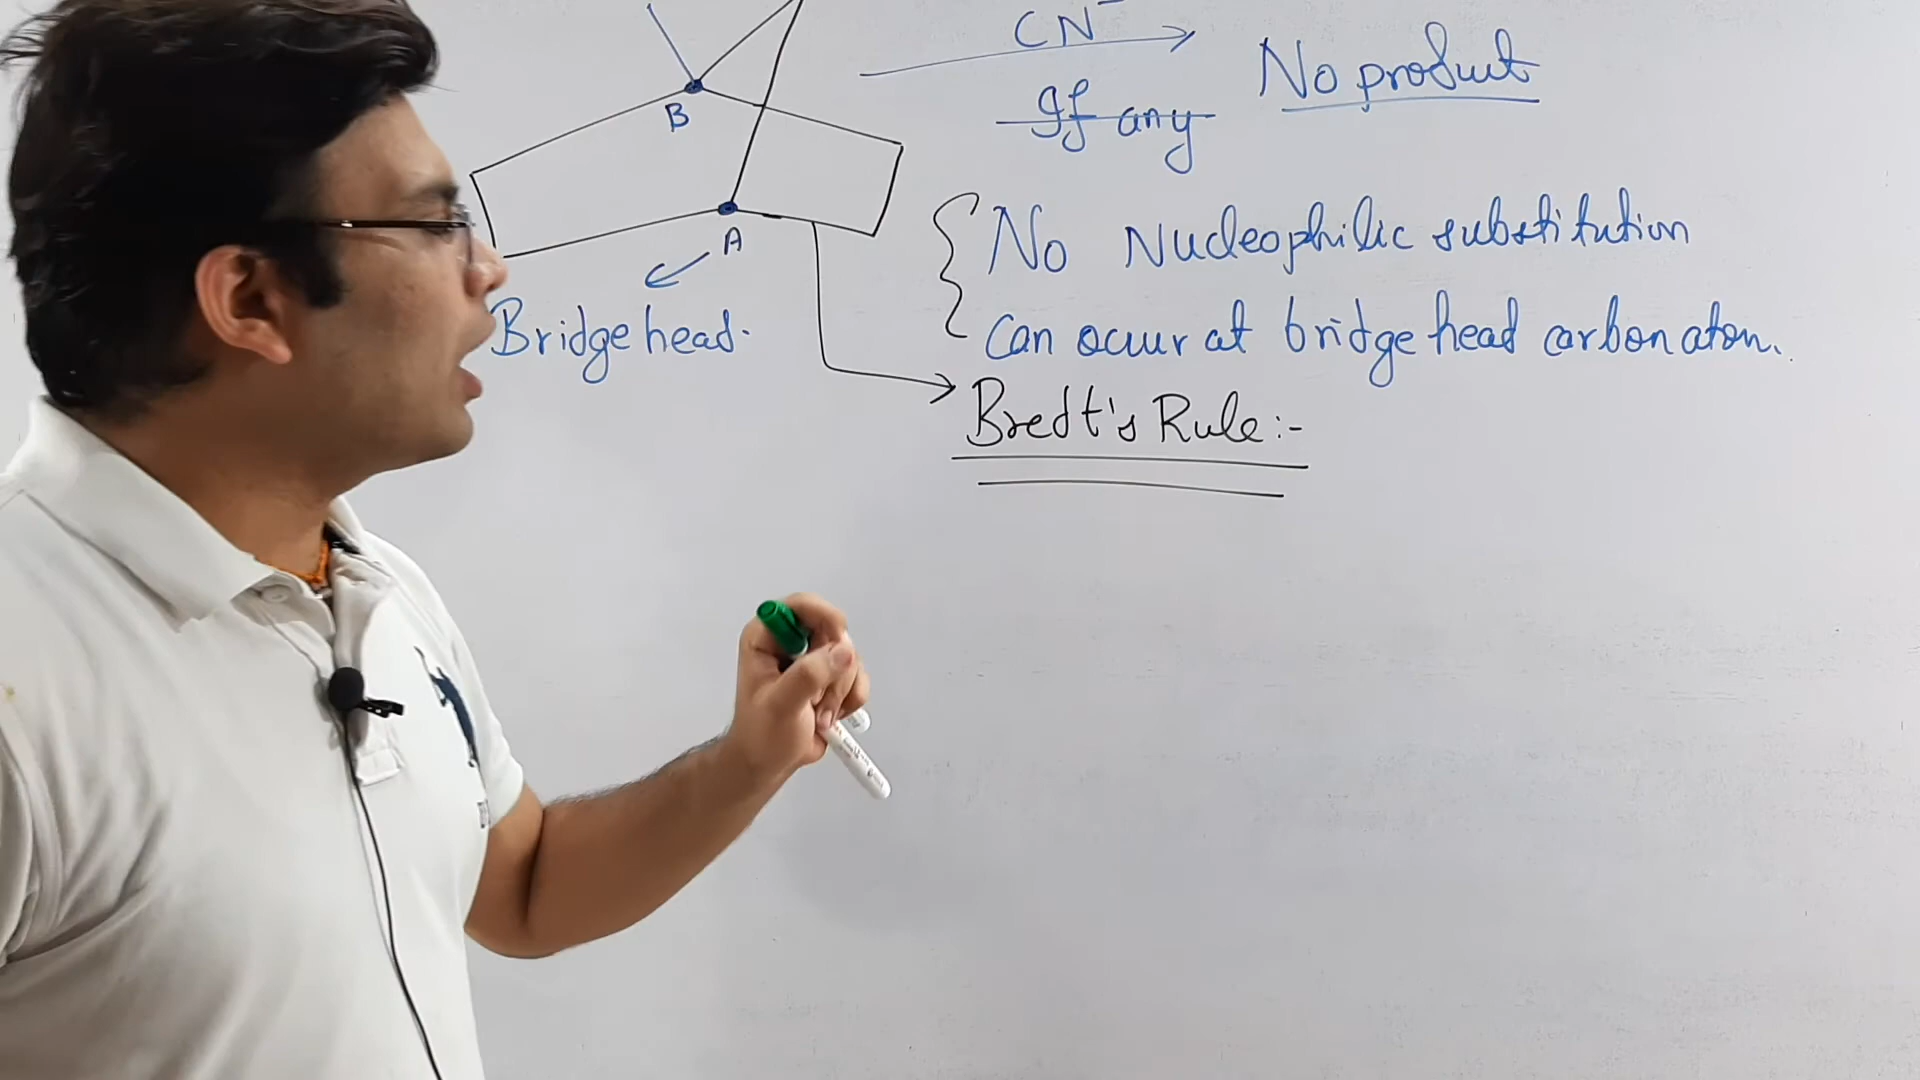 CN⁻
If any
No product
B
A
Bridge head.
No Nucleophilic substitution
can occur at bridge head carbon atom.
Bredt's Rule:-